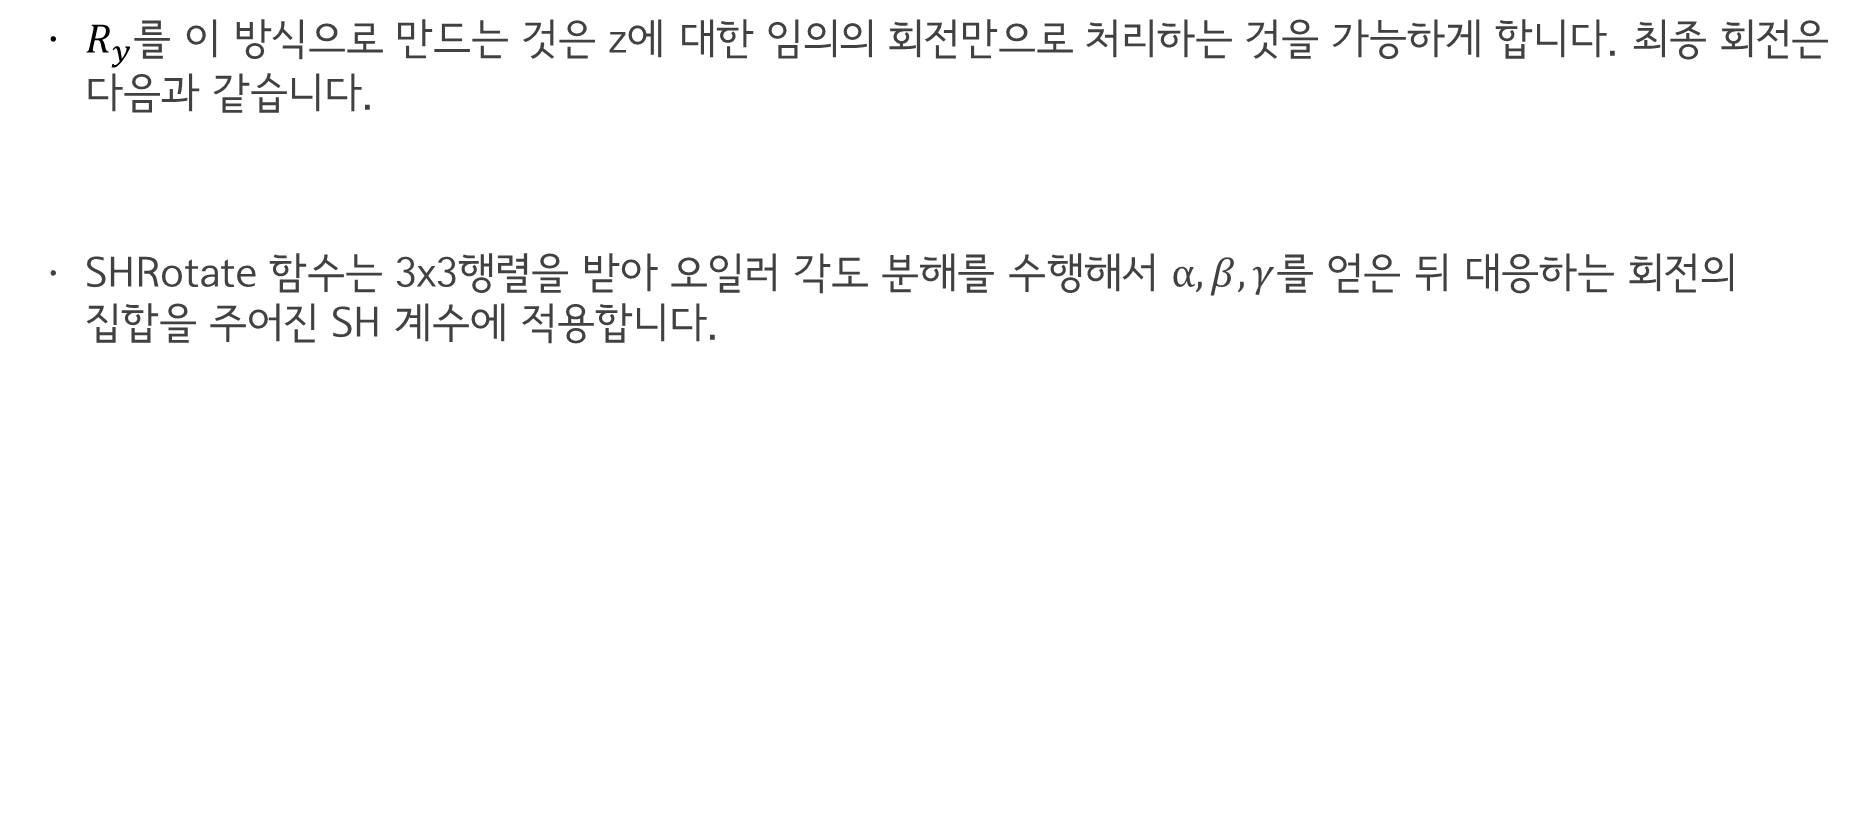 · R_y를 이 방식으로 만드는 것은 z에 대한 임의의 회전만으로 처리하는 것을 가능하게 합니다. 최종 회전은
다음과 같습니다.
· SHRotate 함수는 3x3행렬을 받아 오일러 각도 분해를 수행해서 α, β, γ를 얻은 뒤 대응하는 회전의
집합을 주어진 SH 계수에 적용합니다.